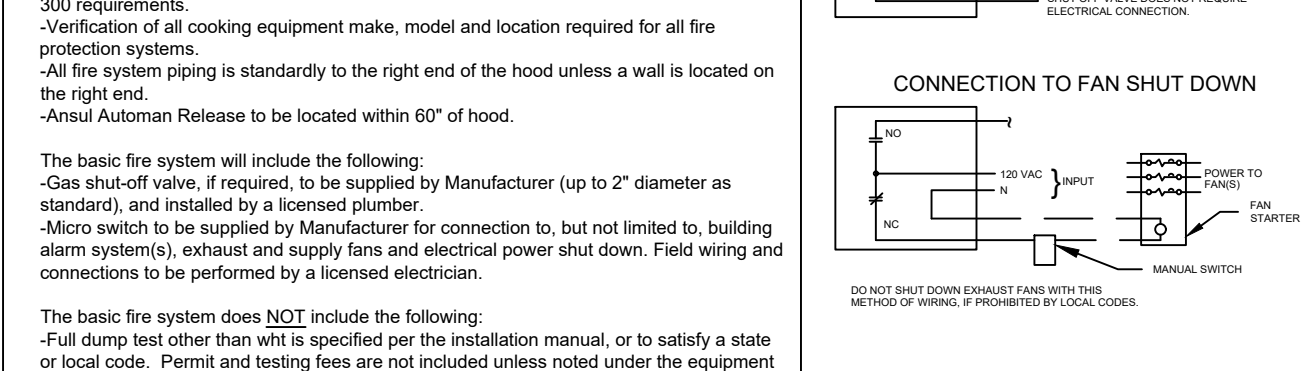 300 requirements.
-Verification of all cooking equipment make, model and location required for all fire
protection systems.
-All fire system piping is standardly to the right end of the hood unless a wall is located on
the right end.
-Ansul Automan Release to be located within 60" of hood.
The basic fire system will include the following:
-Gas shut-off valve, if required, to be supplied by Manufacturer (up to 2" diameter as
standard), and installed by a licensed plumber.
-Micro switch to be supplied by Manufacturer for connection to, but not limited to, building
alarm system(s), exhaust and supply fans and electrical power shut down. Field wiring and
connections to be performed by a licensed electrician.
The basic fire system does NOT include the following:
-Full dump test other than wht is specified per the installation manual, or to satisfy a state
or local code.  Permit and testing fees are not included unless noted under the equipment
SHUT OFF VALVE DOES NOT REQUIRE
ELECTRICAL CONNECTION.
CONNECTION TO FAN SHUT DOWN
NO
120 VAC
N
INPUT
NC
POWER TO
FAN(S)
FAN
STARTER
MANUAL SWITCH
DO NOT SHUT DOWN EXHAUST FANS WITH THIS
METHOD OF WIRING, IF PROHIBITED BY LOCAL CODES.